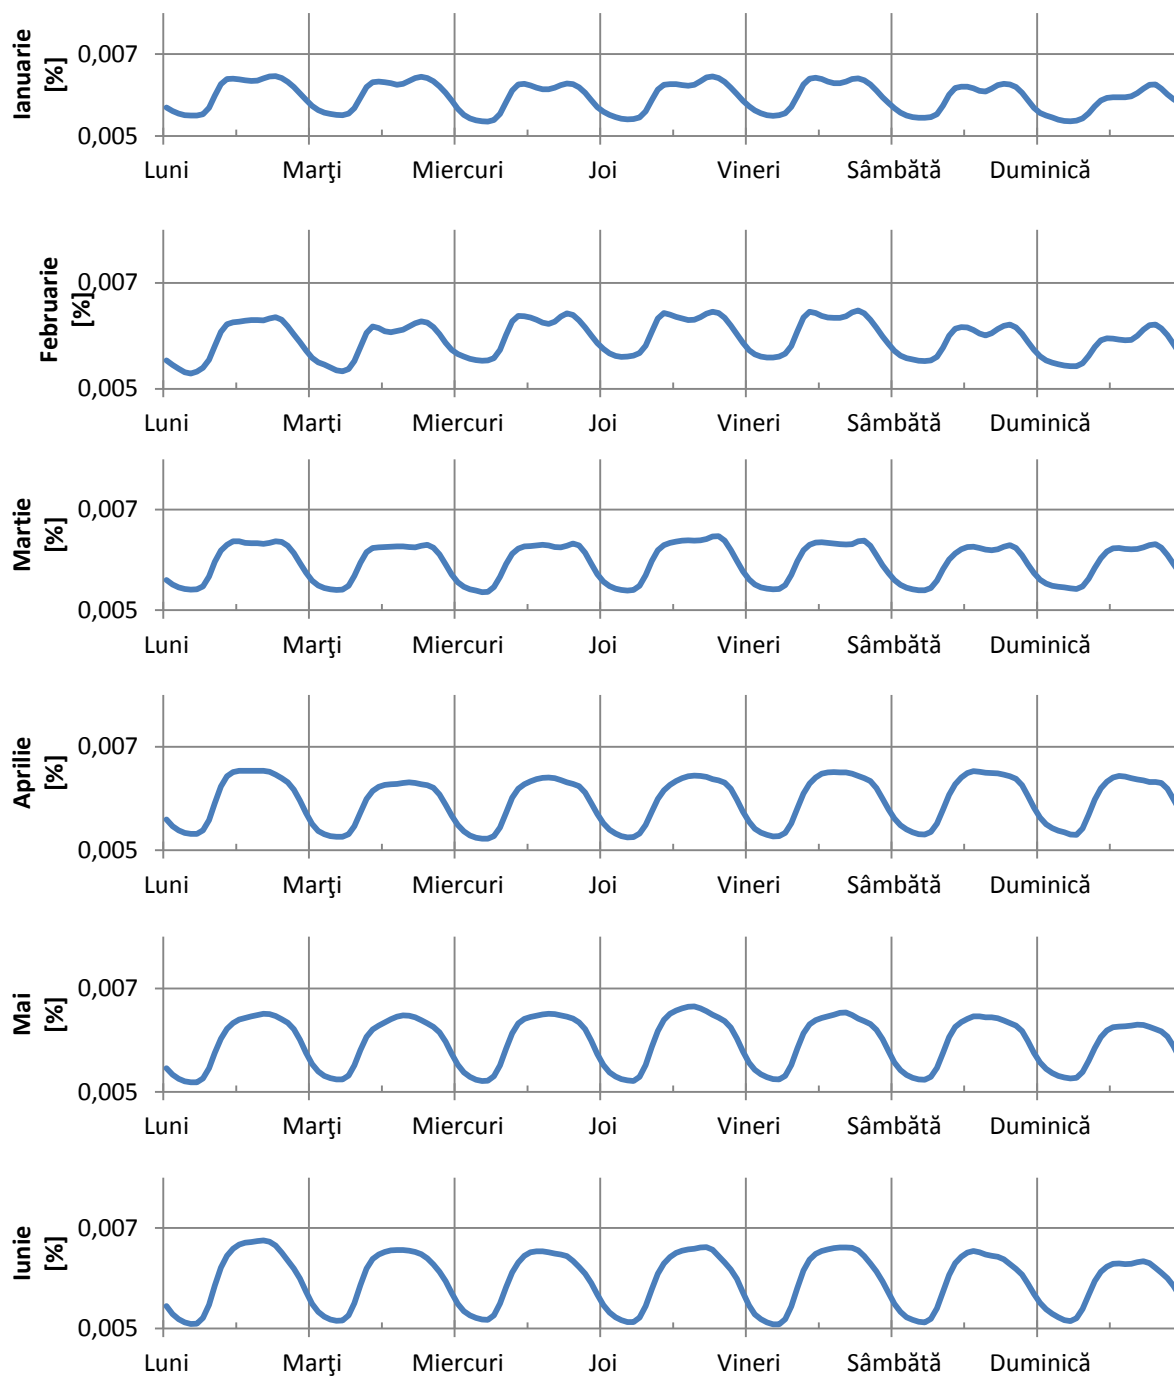 Ianuarie
[%]
0,007
0,005
Luni Marţi Miercuri Joi Vineri Sâmbătă Duminică
Februarie
[%]
0,007
0,005
Luni Marţi Miercuri Joi Vineri Sâmbătă Duminică
Martie
[%]
0,007
0,005
Luni Marţi Miercuri Joi Vineri Sâmbătă Duminică
Aprilie
[%]
0,007
0,005
Luni Marţi Miercuri Joi Vineri Sâmbătă Duminică
Mai
[%]
0,007
0,005
Luni Marţi Miercuri Joi Vineri Sâmbătă Duminică
Iunie
[%]
0,007
0,005
Luni Marţi Miercuri Joi Vineri Sâmbătă Duminică